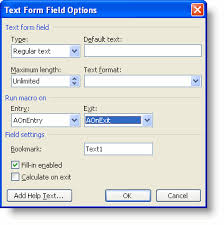 Text Form Field Options
Text form field
Type: Default text:
Regular text
Maximum length: Text format:
Unlimited
Run macro on
Entry: Exit:
AOnEntry AOnExit
Field settings
Bookmark: Text1
Fill-in enabled
Calculate on exit
Add Help Text... OK Cancel